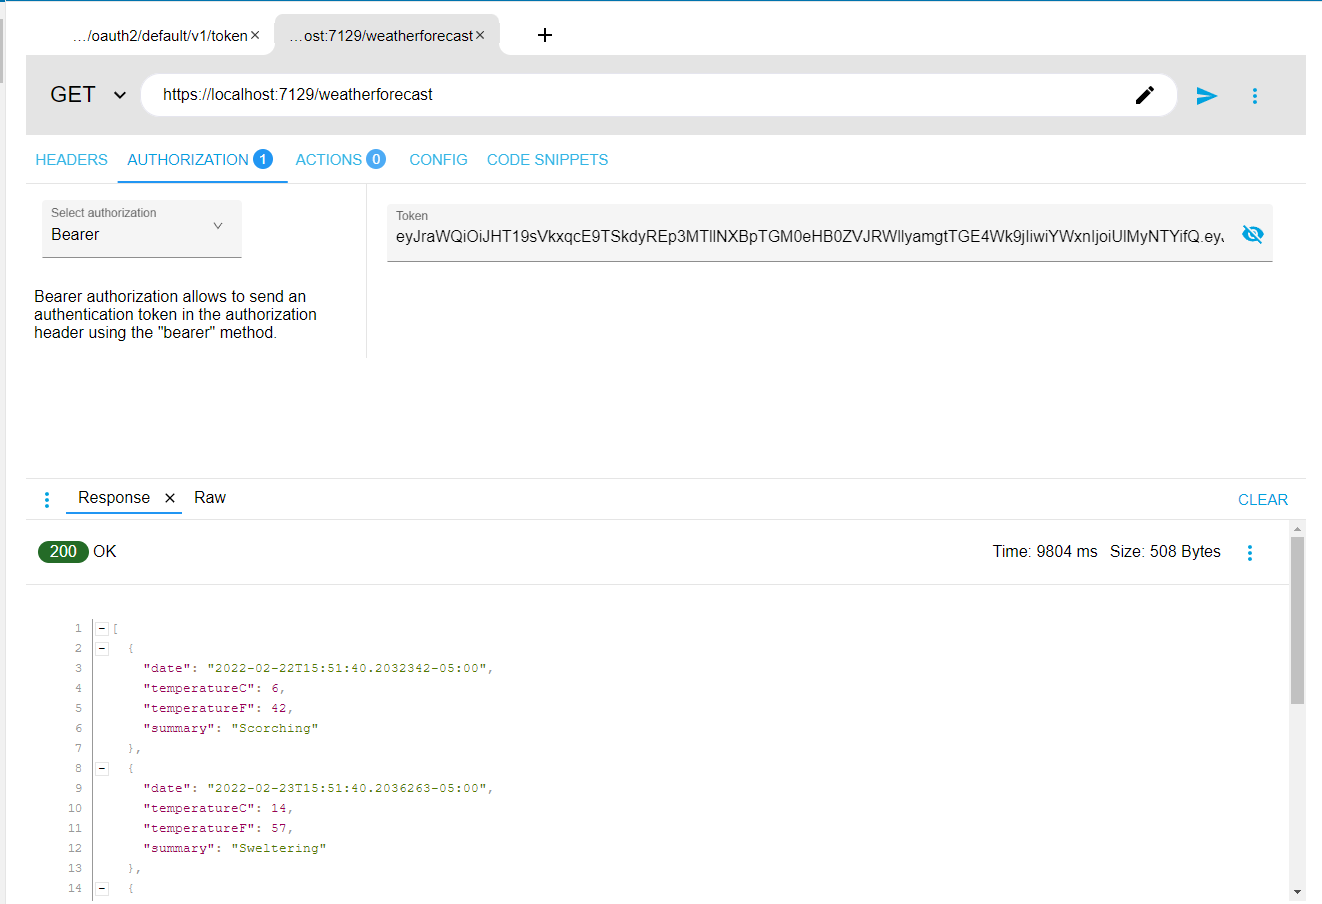 .../oauth2/default/v1/token × ...ost:7129/weatherforecast × +
GET https://localhost:7129/weatherforecast
HEADERS AUTHORIZATION 1 ACTIONS 0 CONFIG CODE SNIPPETS
Select authorization
Bearer
Token
eyJraWQiOiJHT19sVkxqcE9TSkdyREp3MTllNXBpTGM0eHB0ZVJRWllyamgtTGE4Wk9jIiwiYWxnIjoiUlMyNTYifQ.ey
Bearer authorization allows to send an
authentication token in the authorization
header using the "bearer" method.
Response × Raw
CLEAR
200 OK
Time: 9804 ms Size: 508 Bytes
1 [
2 {
3 "date": "2022-02-22T15:51:40.2032342-05:00",
4 "temperatureC": 6,
5 "temperatureF": 42,
6 "summary": "Scorching"
7 },
8 {
9 "date": "2022-02-23T15:51:40.2036263-05:00",
10 "temperatureC": 14,
11 "temperatureF": 57,
12 "summary": "Sweltering"
13 },
14 {